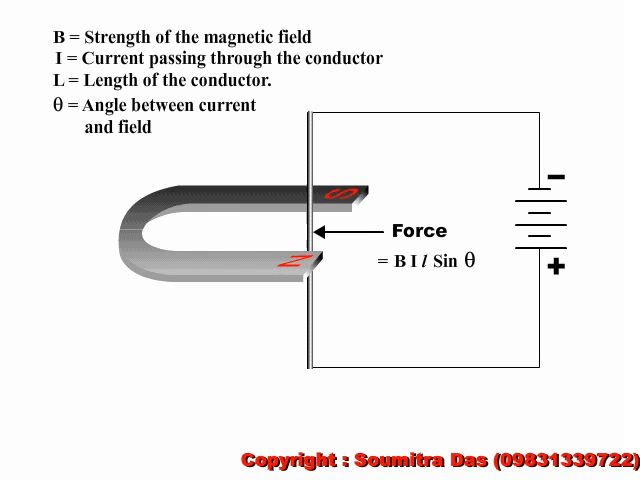 B = Strength of the magnetic field
I = Current passing through the conductor
L = Length of the conductor.
θ = Angle between current
and field
S
Force
N
= B I l Sin θ
Copyright : Soumitra Das (09831339722)